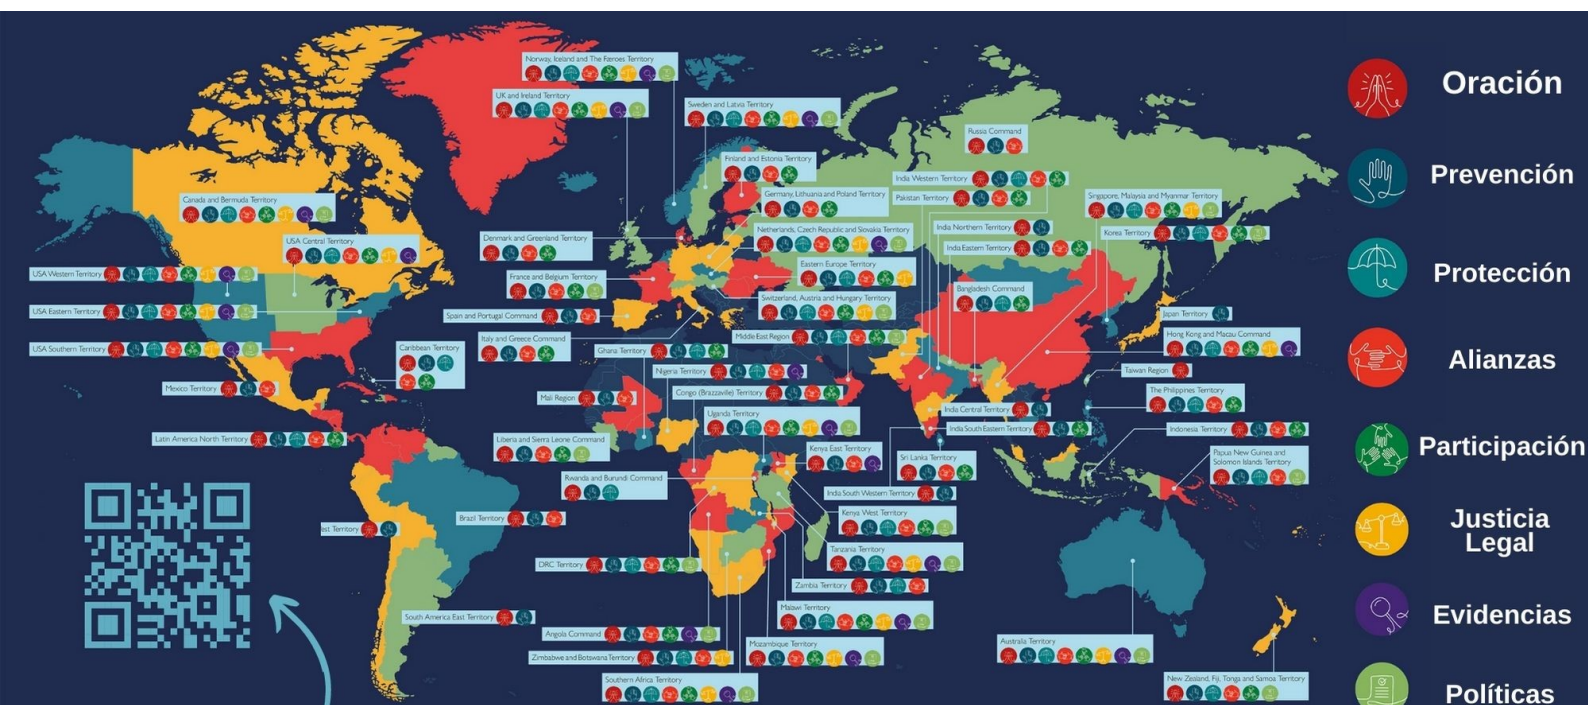 Norway, Iceland and The Færoes Territory
UK and Ireland Territory
Sweden and Latvia Territory
Russia Command
Finland and Estonia Territory
India Western Territory
Pakistan Territory
Germany, Lithuania and Poland Territory
Singapore, Malaysia and Myanmar Territory
Canada and Bermuda Territory
Netherlands, Czech Republic and Slovakia Territory
India Northern Territory
Korea Territory
USA Central Territory
Denmark and Greenland Territory
India Eastern Territory
USA Western Territory
France and Belgium Territory
Eastern Europe Territory
Bangladesh Command
USA Eastern Territory
Spain and Portugal Command
Switzerland, Austria and Hungary Territory
Japan Territory
USA Southern Territory
Caribbean Territory
Italy and Greece Command
Ghana Territory
Middle East Region
Hong Kong and Macau Command
Mexico Territory
Nigeria Territory
Taiwan Region
Mali Region
Congo (Brazzaville) Territory
The Philippines Territory
Uganda Territory
India Central Territory
Latin America North Territory
Liberia and Sierra Leone Command
India South Eastern Territory
Indonesia Territory
Kenya East Territory
Sri Lanka Territory
Papua New Guinea and
Solomon Islands Territory
Rwanda and Burundi Command
India South Western Territory
est Territory
Brazil Territory
Kenya West Territory
DRC Territory
Tanzania Territory
Zambia Territory
South America East Territory
Malawi Territory
Angola Command
Mozambique Territory
Australia Territory
Zimbabwe and Botswana Territory
Southern Africa Territory
New Zealand, Fiji, Tonga and Samoa Territory
Oración
Prevención
Protección
Alianzas
Participación
Justicia
Legal
Evidencias
Políticas